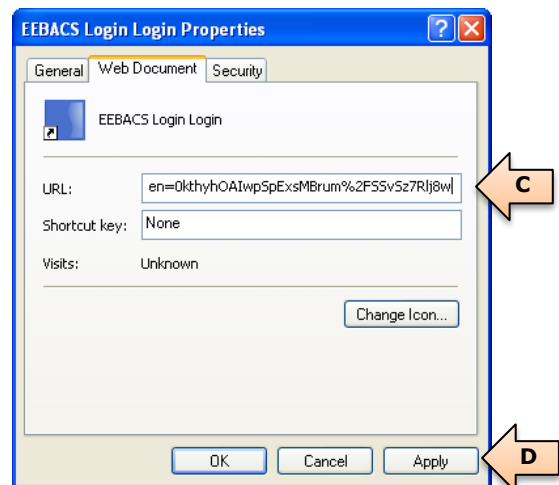 EEBACS Login Login Properties
General Web Document Security
EEBACS Login Login
URL: en=0kthyhOAIwpSpExsMBrum%2FSSvSz7Rlj8w C
Shortcut key: None
Visits: Unknown
Change Icon...
OK Cancel Apply D